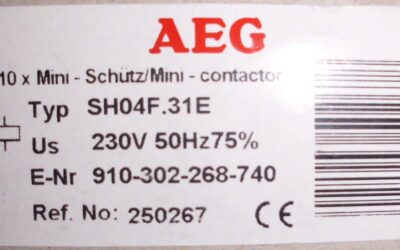 AEG
10 x Mini - Schütz/Mini - contactor
Typ SH04F.31E
Us 230V 50Hz75%
E-Nr 910-302-268-740
Ref. No: 250267 CE